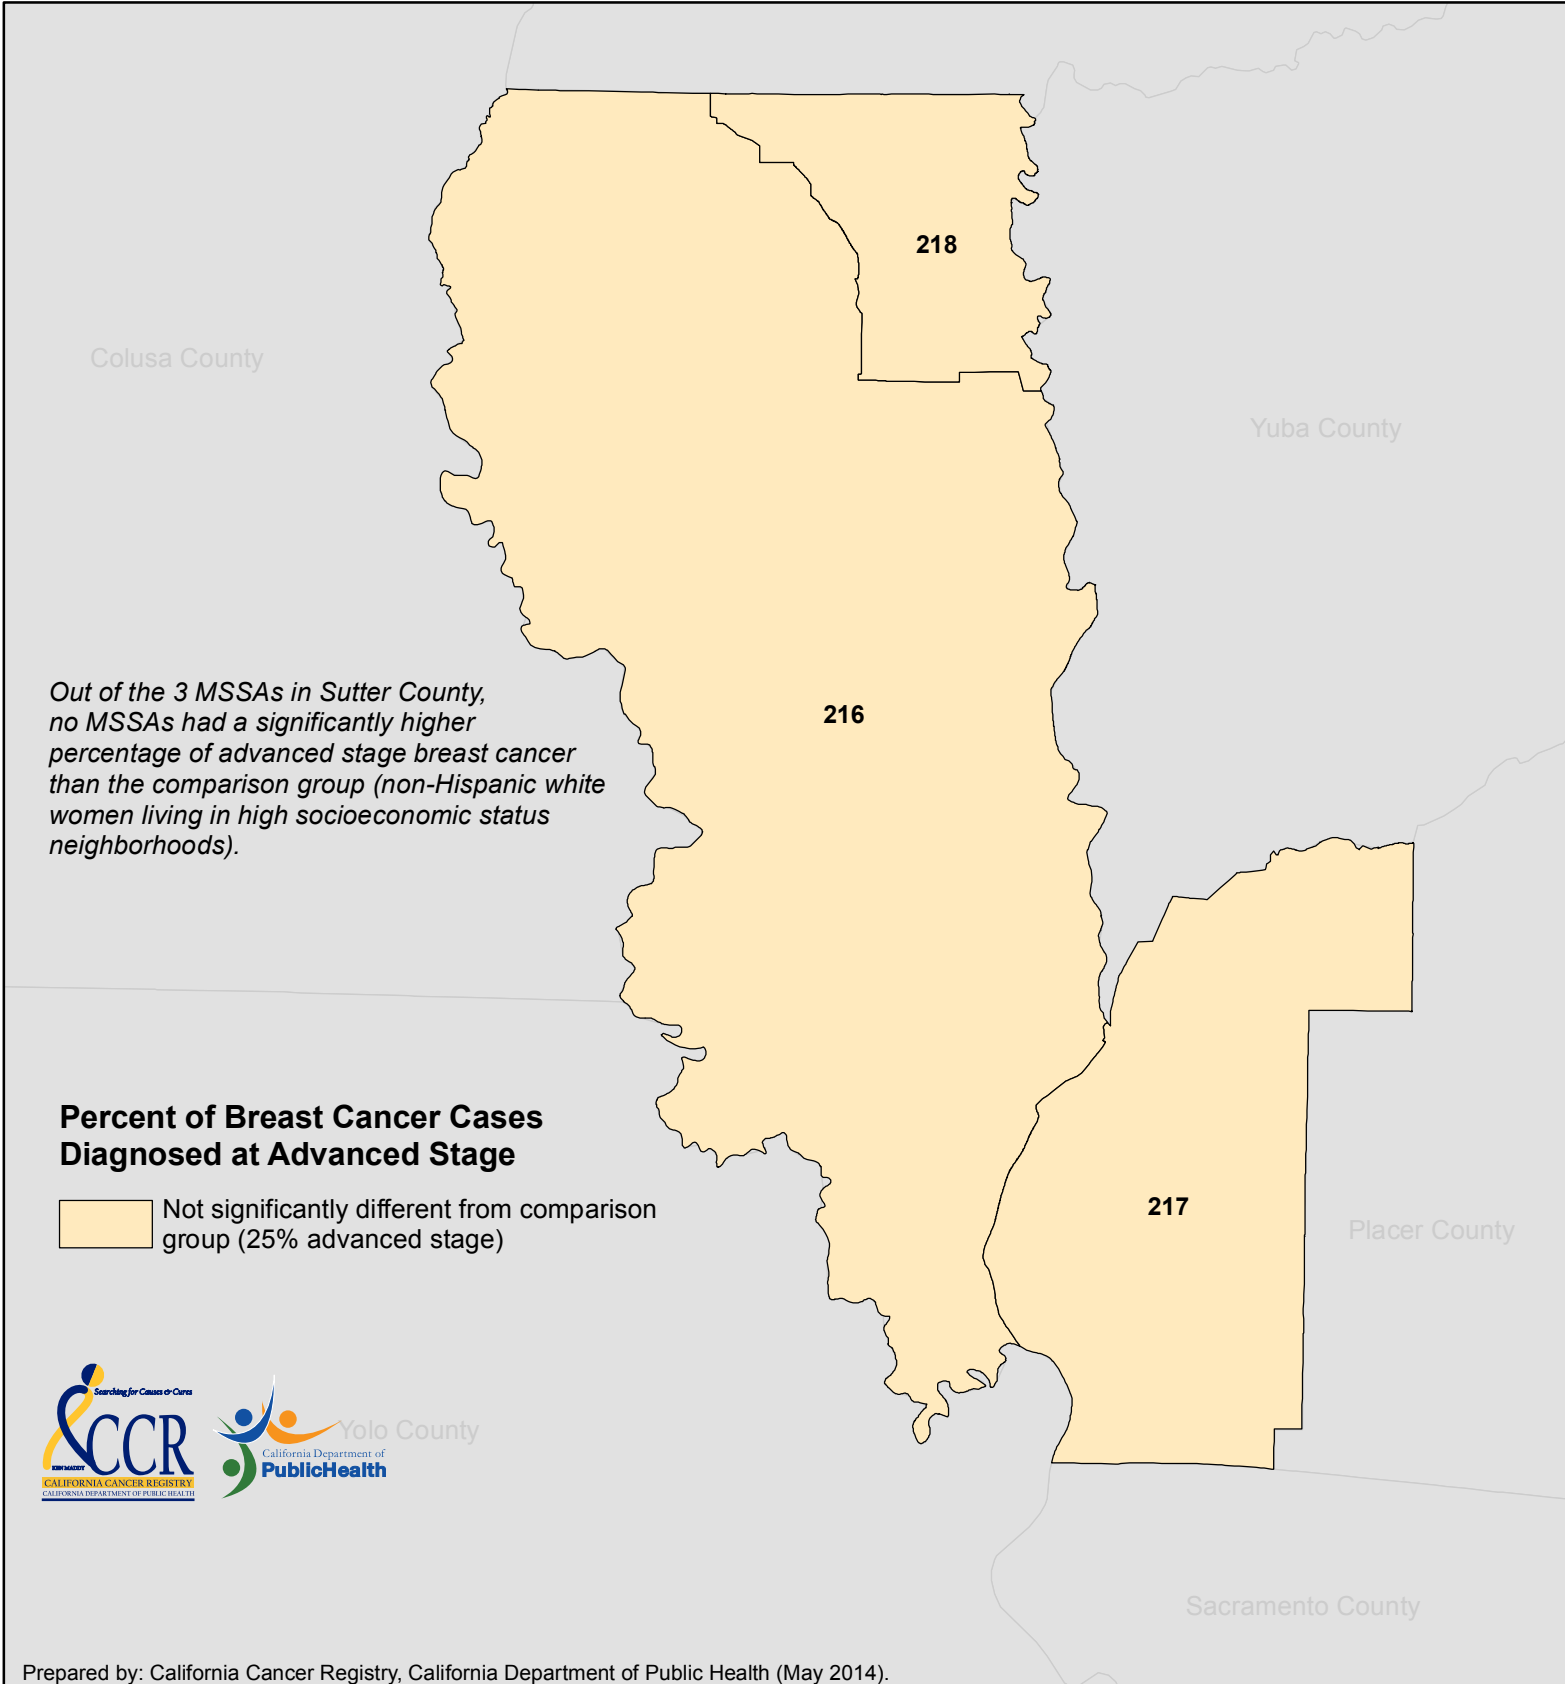 218
Colusa County
Yuba County
Out of the 3 MSSAs in Sutter County,
no MSSAs had a significantly higher
percentage of advanced stage breast cancer
than the comparison group (non-Hispanic white
women living in high socioeconomic status
neighborhoods).
216
Percent of Breast Cancer Cases
Diagnosed at Advanced Stage
Not significantly different from comparison
group (25% advanced stage)
217
Placer County
Searching for Causes & Cures
CCR
KEN MADDY
CALIFORNIA CANCER REGISTRY
CALIFORNIA DEPARTMENT OF PUBLIC HEALTH
California Department of
PublicHealth
Yolo County
Sacramento County
Prepared by: California Cancer Registry, California Department of Public Health (May 2014).